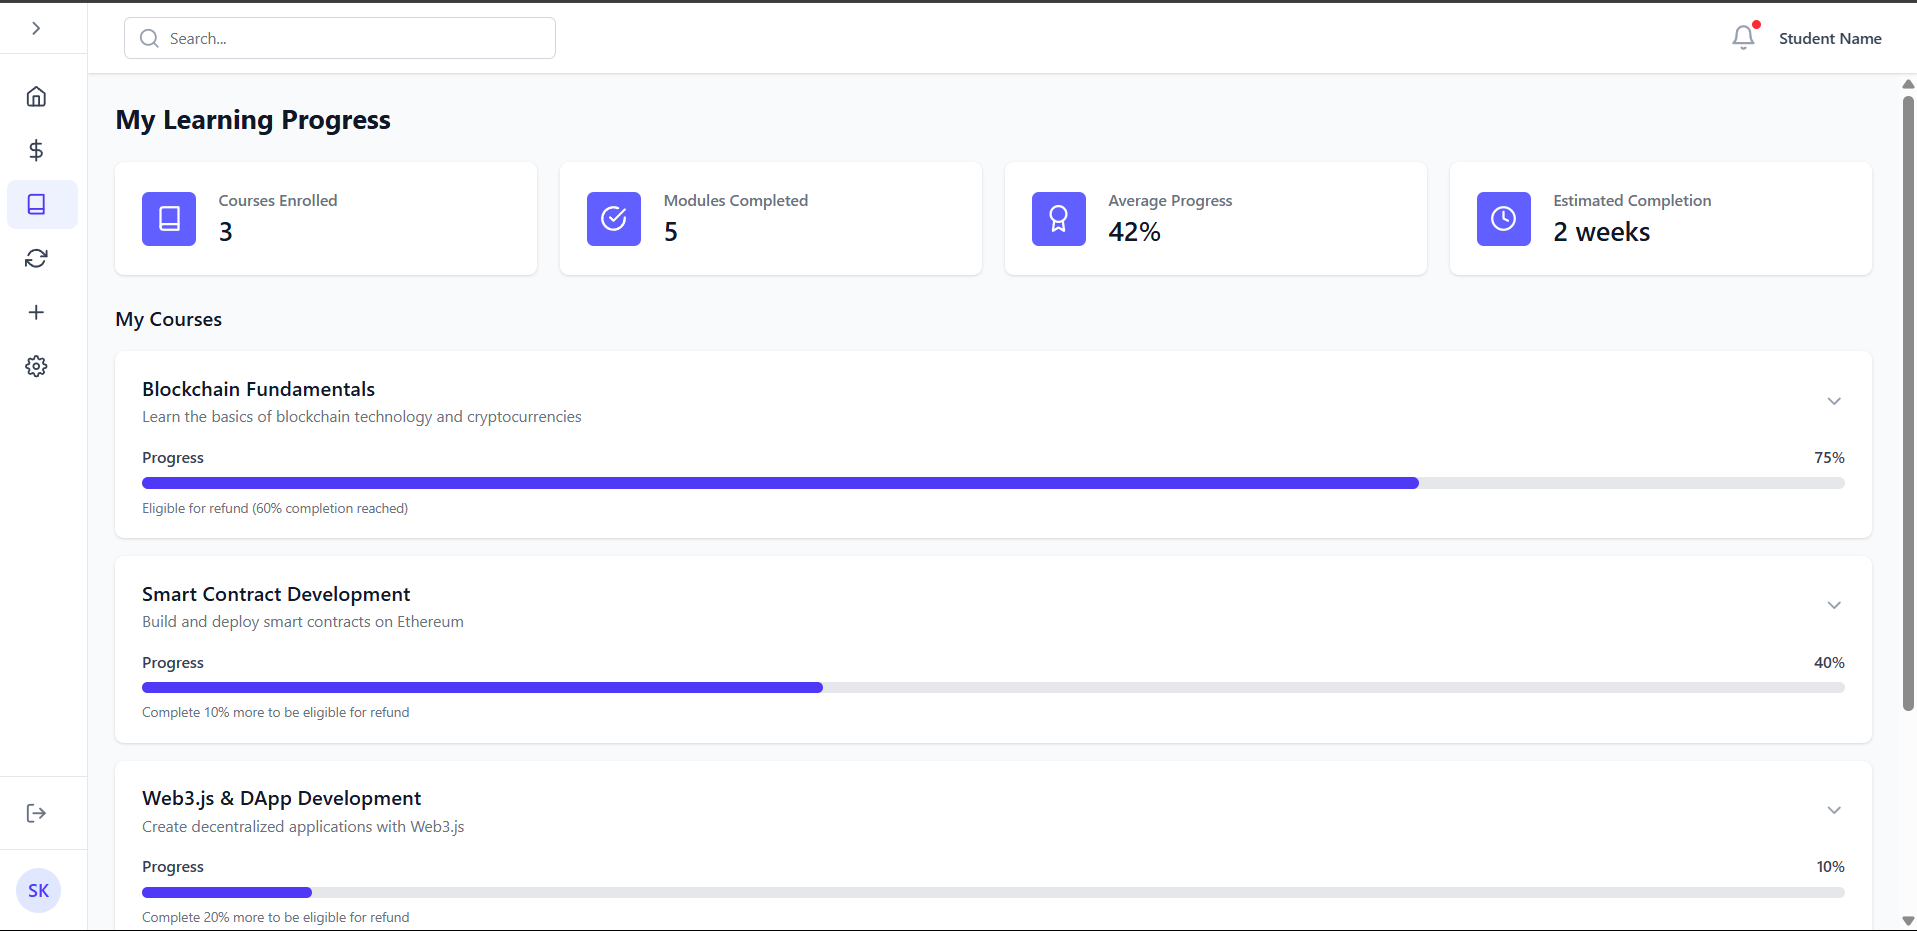 Search...
Student Name
My Learning Progress
Courses Enrolled
3
Modules Completed
5
Average Progress
42%
Estimated Completion
2 weeks
My Courses
Blockchain Fundamentals
Learn the basics of blockchain technology and cryptocurrencies
Progress
75%
Eligible for refund (60% completion reached)
Smart Contract Development
Build and deploy smart contracts on Ethereum
Progress
40%
Complete 10% more to be eligible for refund
Web3.js & DApp Development
Create decentralized applications with Web3.js
Progress
10%
Complete 20% more to be eligible for refund
SK